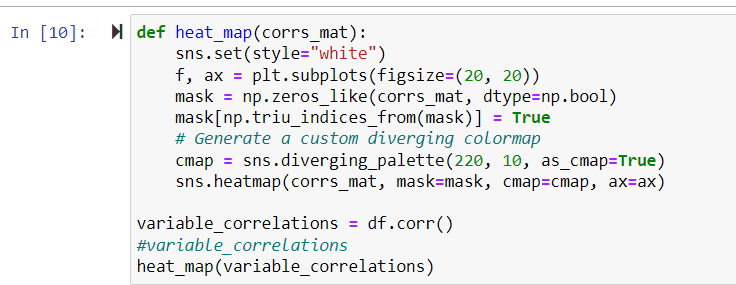 In [10]: def heat_map(corrs_mat):
    sns.set(style="white")
    f, ax = plt.subplots(figsize=(20, 20))
    mask = np.zeros_like(corrs_mat, dtype=np.bool)
    mask[np.triu_indices_from(mask)] = True
    # Generate a custom diverging colormap
    cmap = sns.diverging_palette(220, 10, as_cmap=True)
    sns.heatmap(corrs_mat, mask=mask, cmap=cmap, ax=ax)
variable_correlations = df.corr()
#variable_correlations
heat_map(variable_correlations)